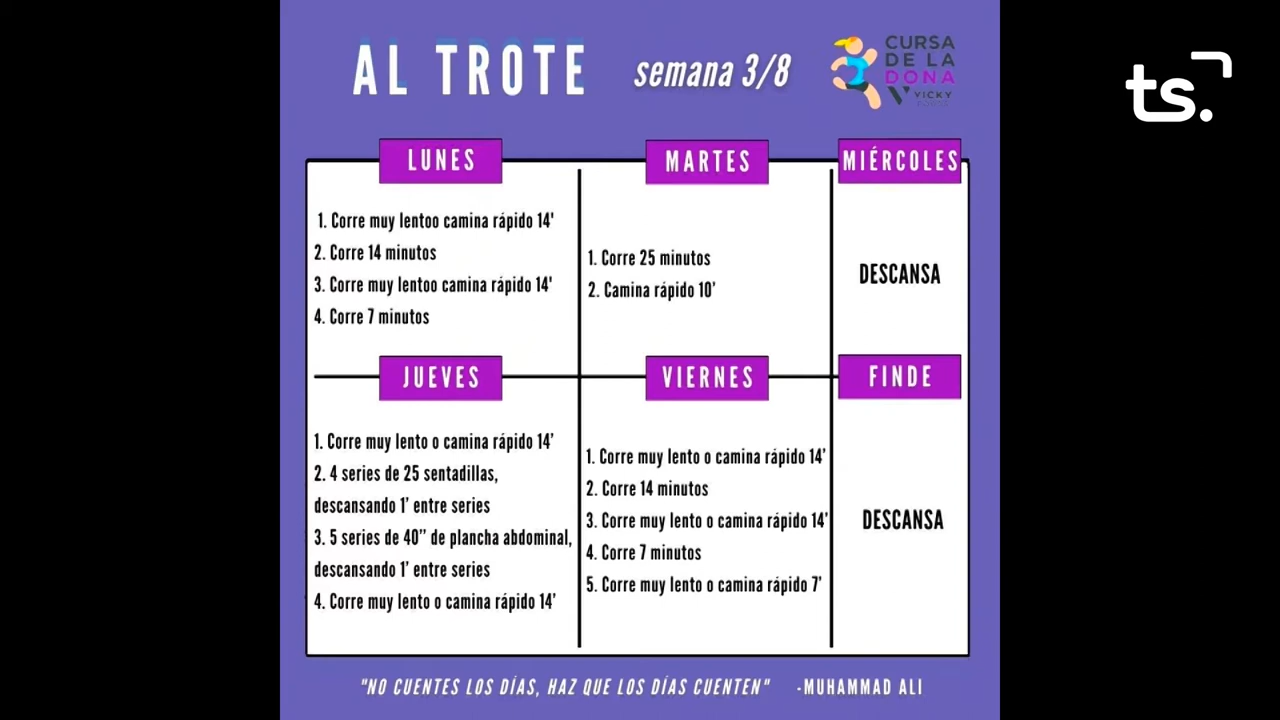 AL TROTE
semana 3/8
CURSA
DE LA
DONA
VICKY
ts.
LUNES
1. Corre muy lentoo camina rápido 14'
2. Corre 14 minutos
3. Corre muy lentoo camina rápido 14'
4. Corre 7 minutos
MARTES
1. Corre 25 minutos
2. Camina rápido 10'
MIÉRCOLES
DESCANSA
JUEVES
1. Corre muy lento o camina rápido 14’
2. 4 series de 25 sentadillas,
descansando 1’ entre series
3. 5 series de 40” de plancha abdominal,
descansando 1’ entre series
4. Corre muy lento o camina rápido 14’
VIERNES
1. Corre muy lento o camina rápido 14’
2. Corre 14 minutos
3. Corre muy lento o camina rápido 14’
4. Corre 7 minutos
5. Corre muy lento o camina rápido 7’
FINDE
DESCANSA
"NO CUENTES LOS DÍAS, HAZ QUE LOS DÍAS CUENTEN" -MUHAMMAD ALI